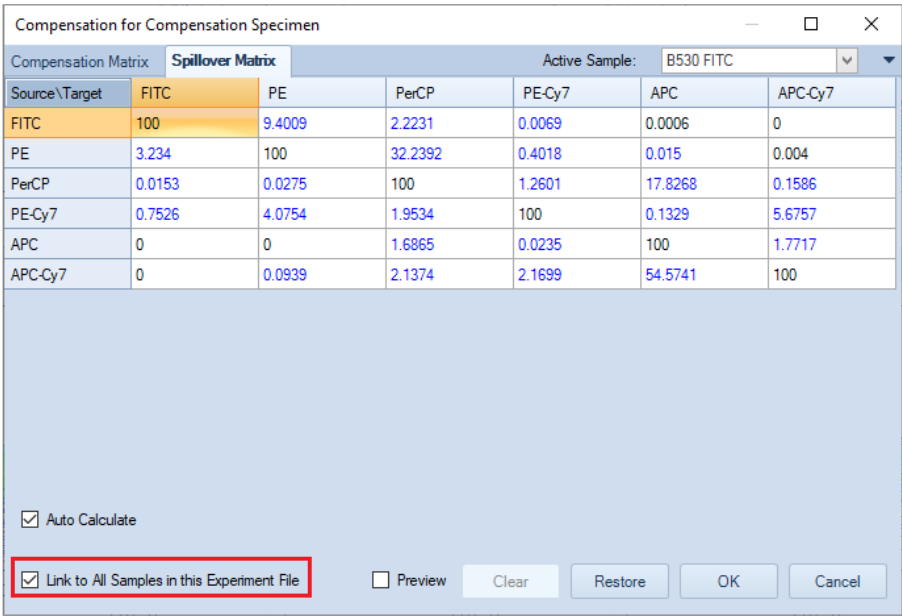 Compensation for Compensation Specimen
Compensation Matrix Spillover Matrix Active Sample: B530 FITC
Source\Target FITC PE PerCP PE-Cy7 APC APC-Cy7
FITC 100 9.4009 2.2231 0.0069 0.0006 0
PE 3.234 100 32.2392 0.4018 0.015 0.004
PerCP 0.0153 0.0275 100 1.2601 17.8268 0.1586
PE-Cy7 0.7526 4.0754 1.9534 100 0.1329 5.6757
APC 0 0 1.6865 0.0235 100 1.7717
APC-Cy7 0 0.0939 2.1374 2.1699 54.5741 100
Auto Calculate
Link to All Samples in this Experiment File Preview Clear Restore OK Cancel